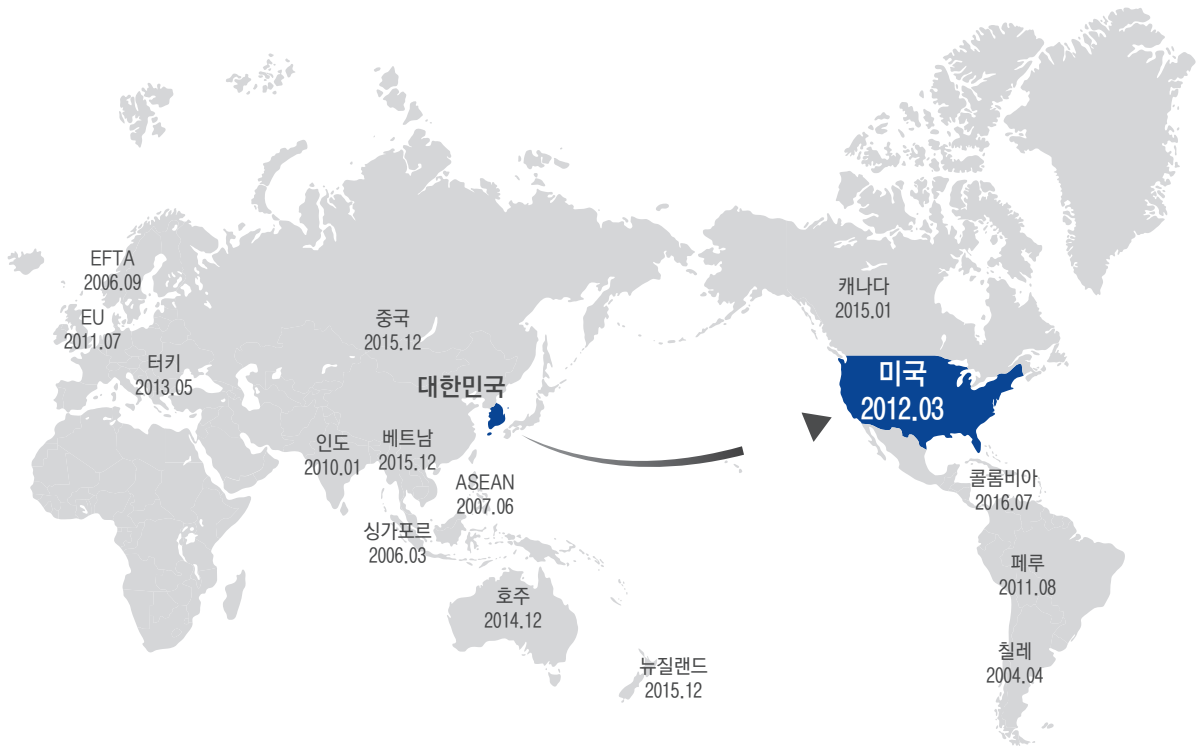 EFTA
2006.09
EU
2011.07
터키
2013.05
중국
2015.12
대한민국
인도
2010.01
베트남
2015.12
ASEAN
2007.06
싱가포르
2006.03
호주
2014.12
뉴질랜드
2015.12
캐나다
2015.01
미국
2012.03
콜롬비아
2016.07
페루
2011.08
칠레
2004.04